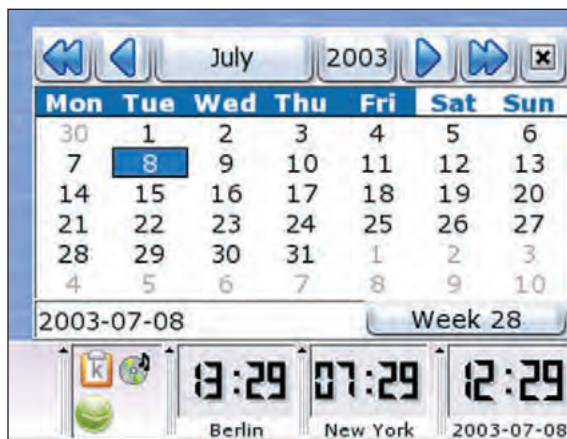 July 2003
Mon Tue Wed Thu Fri Sat Sun
30 1 2 3 4 5 6
7 8 9 10 11 12 13
14 15 16 17 18 19 20
21 22 23 24 25 26 27
28 29 30 31 1 2 3
4 5 6 7 8 9 10
2003-07-08 Week 28
k 13:29 07:29 12:29
Berlin New York 2003-07-08